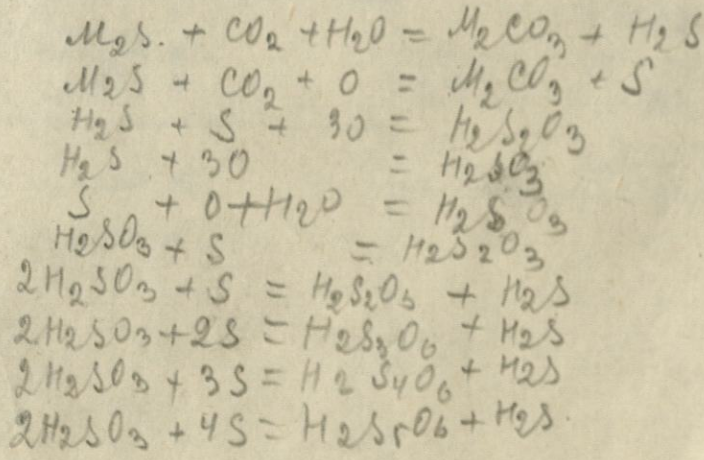 M₂S. + CO₂ + H₂O = M₂CO₃ + H₂S
M₂S + CO₂ + O = M₂CO₃ + S
H₂S + S + 3O = H₂S₂O₃
H₂S + 3O = H₂SO₃
S + O + H₂O = H₂SO₃
H₂SO₃ + S = H₂S₂O₃
2H₂SO₃ + S = H₂S₂O₅ + H₂S
2H₂SO₃ + 2S = H₂S₃O₆ + H₂S
2H₂SO₃ + 3S = H₂S₄O₆ + H₂S
2H₂SO₃ + 4S = H₂S₅O₆ + H₂S.